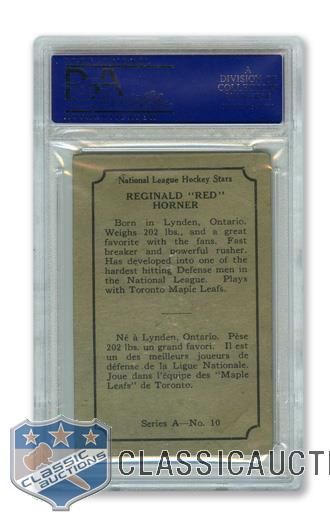 PSA
A
DIVISION OF
COLLECTORS
National League Hockey Stars
REGINALD "RED"
HORNER
Born in Lynden, Ontario.
Weighs 202 lbs., and a great
favorite with the fans. Fast
breaker and powerful rusher.
Has developed into one of the
hardest hitting Defense men in
the National League. Plays
with Toronto Maple Leafs.
Né à Lynden, Ontario. Pèse
202 lbs. un grand favori. Il est
un des meilleurs joueurs de
défense de la Ligue Nationale.
Joue dans l'équipe des "Maple
Leafs" de Toronto.
Series A—No. 10
CLASSIC
AUCTIONS
CLASSICAUCTI